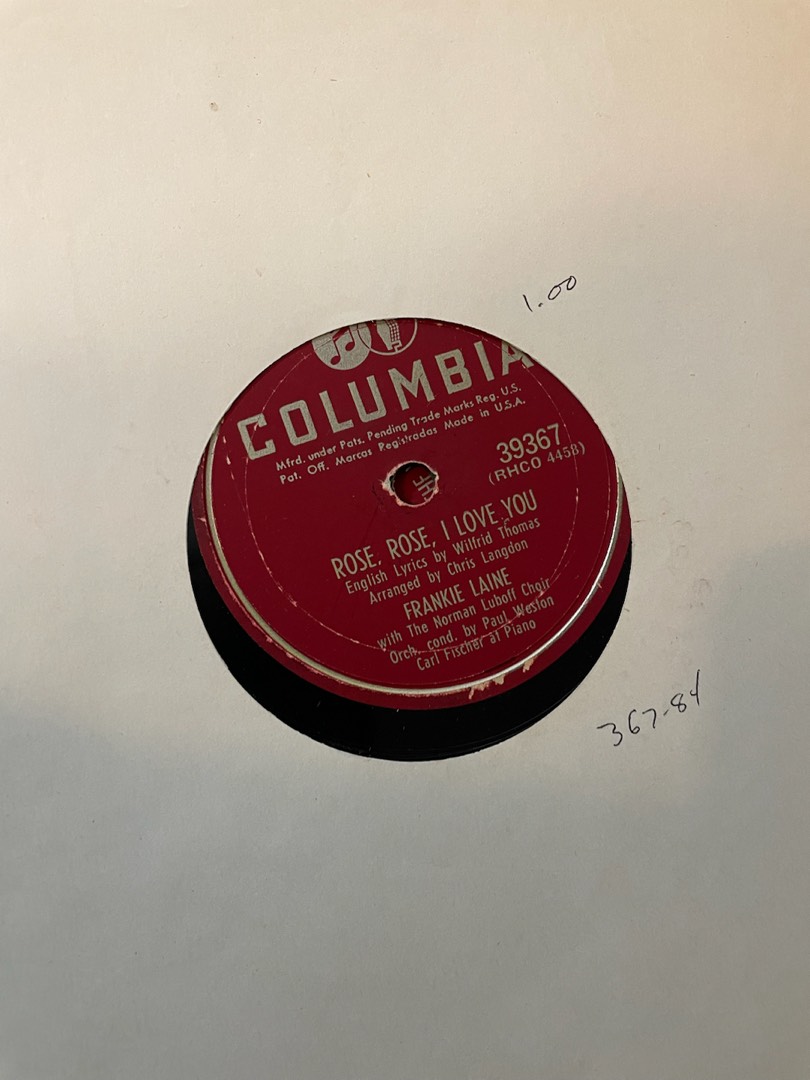 1.00
COLUMBIA
Mfrd. under Pats. Pending Trade Marks Reg. U.S.
Pat. Off. Marcas Registradas Made in U.S.A.
39367
(RHCO 4458)
ROSE, ROSE, I LOVE YOU
English Lyrics by Wilfrid Thomas
Arranged by Chris Langdon
FRANKIE LAINE
with The Norman Luboff Choir
Orch. cond. by Paul Weston
Carl Fischer at Piano
367-84